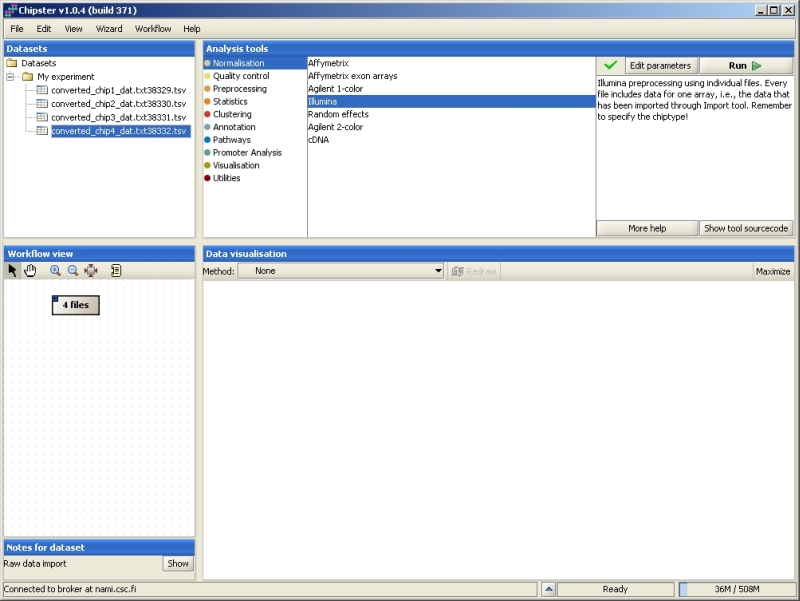 Chipster v1.0.4 (build 371)
File Edit View Wizard Workflow Help
Datasets
Datasets
My experiment
converted_chip1_dat.txt38329.tsv
converted_chip2_dat.txt38330.tsv
converted_chip3_dat.txt38331.tsv
converted_chip4_dat.txt38332.tsv
Analysis tools
Normalisation
Quality control
Preprocessing
Statistics
Clustering
Annotation
Pathways
Promoter Analysis
Visualisation
Utilities
Affymetrix
Affymetrix exon arrays
Agilent 1-color
Illumina
Random effects
Agilent 2-color
cDNA
Edit parameters
Run
Illumina preprocessing using individual files. Every
file includes data for one array, i.e., the data that
has been imported through Import tool. Remember
to specify the chiptype!
More help
Show tool sourcecode
Workflow view
4 files
Data visualisation
Method: None
Redraw
Maximize
Notes for dataset
Raw data import
Show
Connected to broker at nami.csc.fi
Ready
36M / 508M